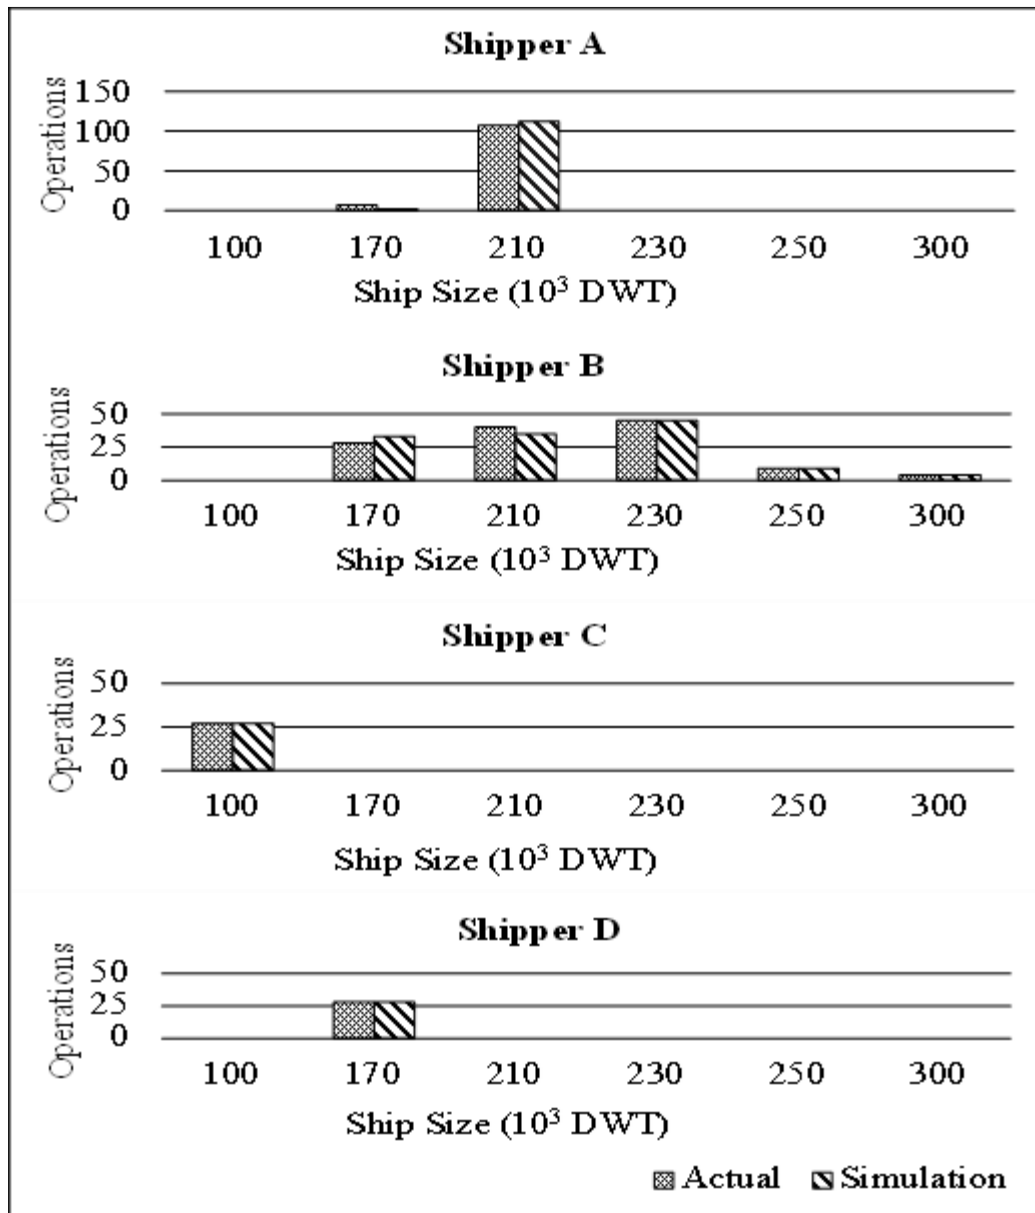 Shipper A
Operations
150
100
50
0
100 170 210 230 250 300
Ship Size (10³ DWT)
Shipper B
Operations
50
25
0
100 170 210 230 250 300
Ship Size (10³ DWT)
Shipper C
Operations
50
25
0
100 170 210 230 250 300
Ship Size (10³ DWT)
Shipper D
Operations
50
25
0
100 170 210 230 250 300
Ship Size (10³ DWT)
Actual Simulation